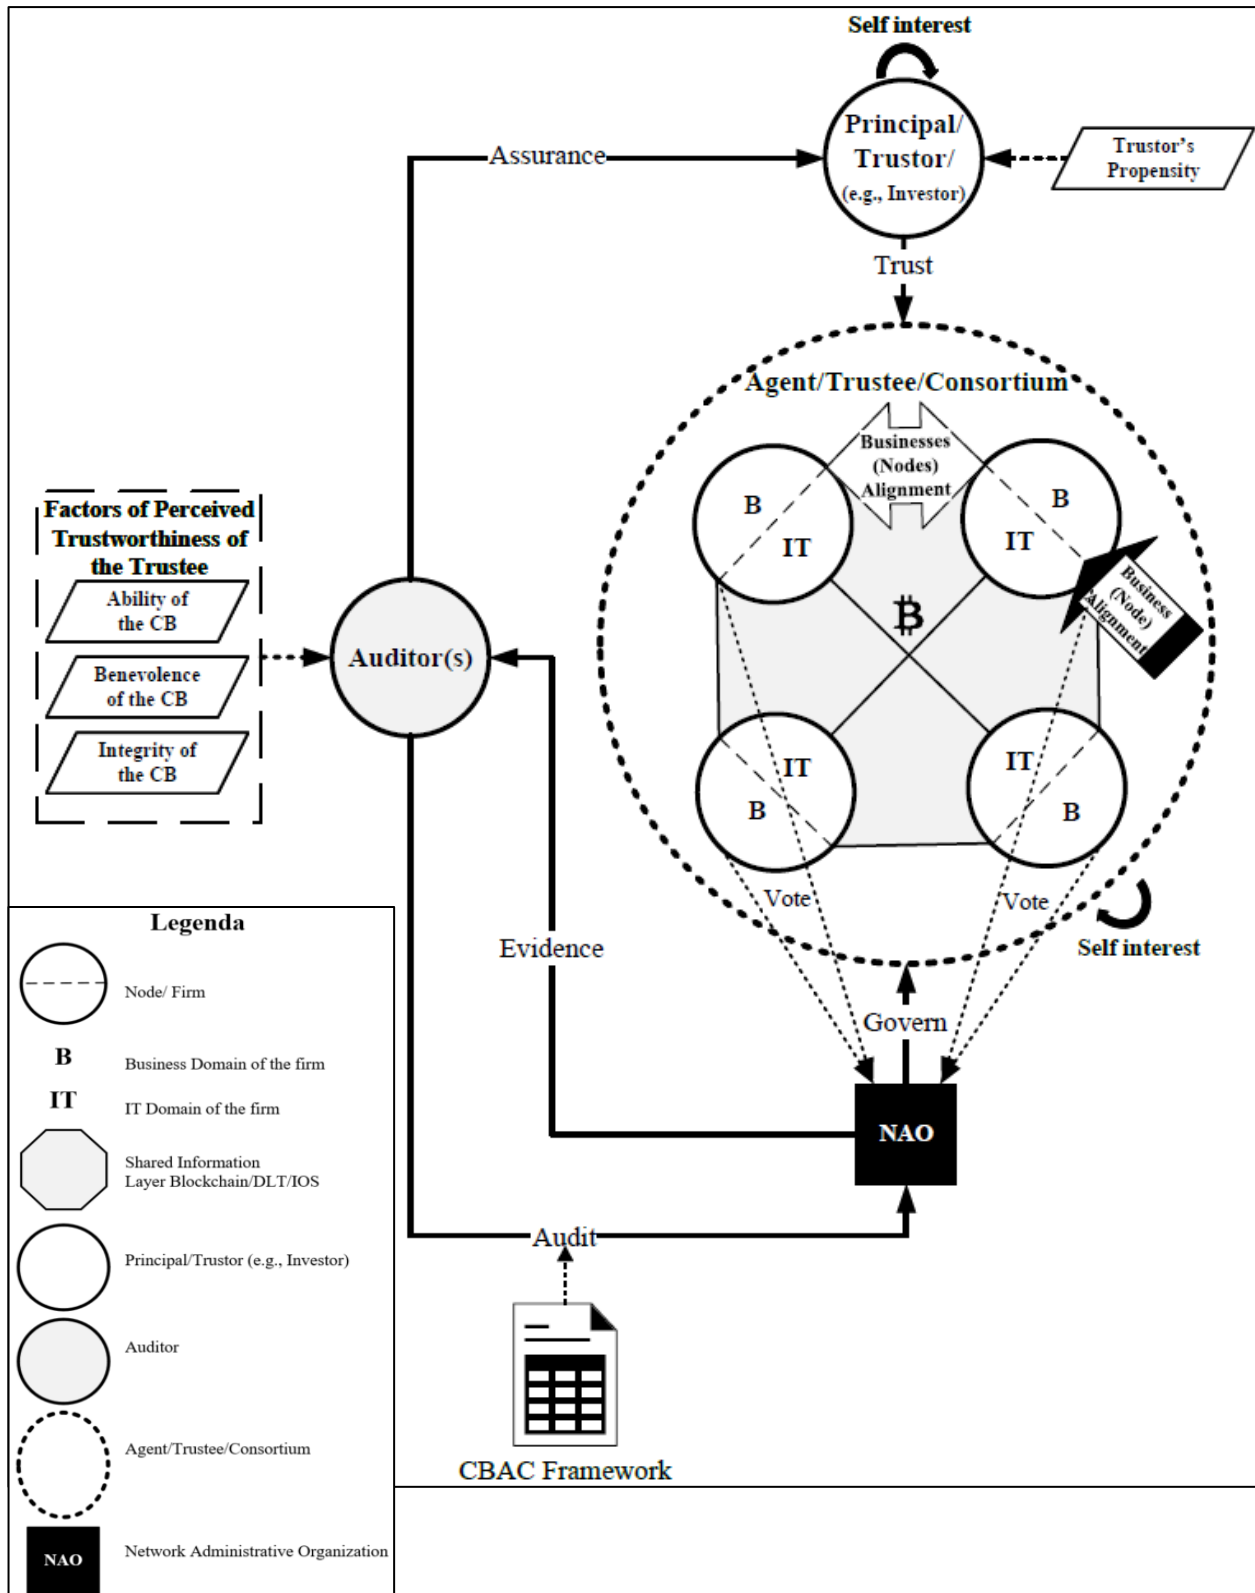 Self interest
Principal/
Trustor/
(e.g., Investor)
Trustor's
Propensity
Assurance
Trust
Agent/Trustee/Consortium
Businesses
(Nodes)
Alignment
B
IT
B
IT
Business
(Node)
Alignment
₿
IT
B
IT
B
Vote
Vote
Self interest
Factors of Perceived
Trustworthiness of
the Trustee
Ability of
the CB
Benevolence
of the CB
Integrity of
the CB
Auditor(s)
Evidence
Govern
NAO
Audit
CBAC Framework
Legenda
Node/ Firm
B
Business Domain of the firm
IT
IT Domain of the firm
Shared Information
Layer Blockchain/DLT/IOS
Principal/Trustor (e.g., Investor)
Auditor
Agent/Trustee/Consortium
NAO
Network Administrative Organization